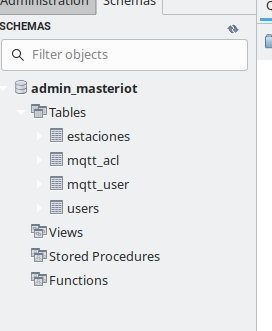 Administration Schemas
SCHEMAS
Filter objects
admin_masteriot
Tables
estaciones
mqtt_acl
mqtt_user
users
Views
Stored Procedures
Functions